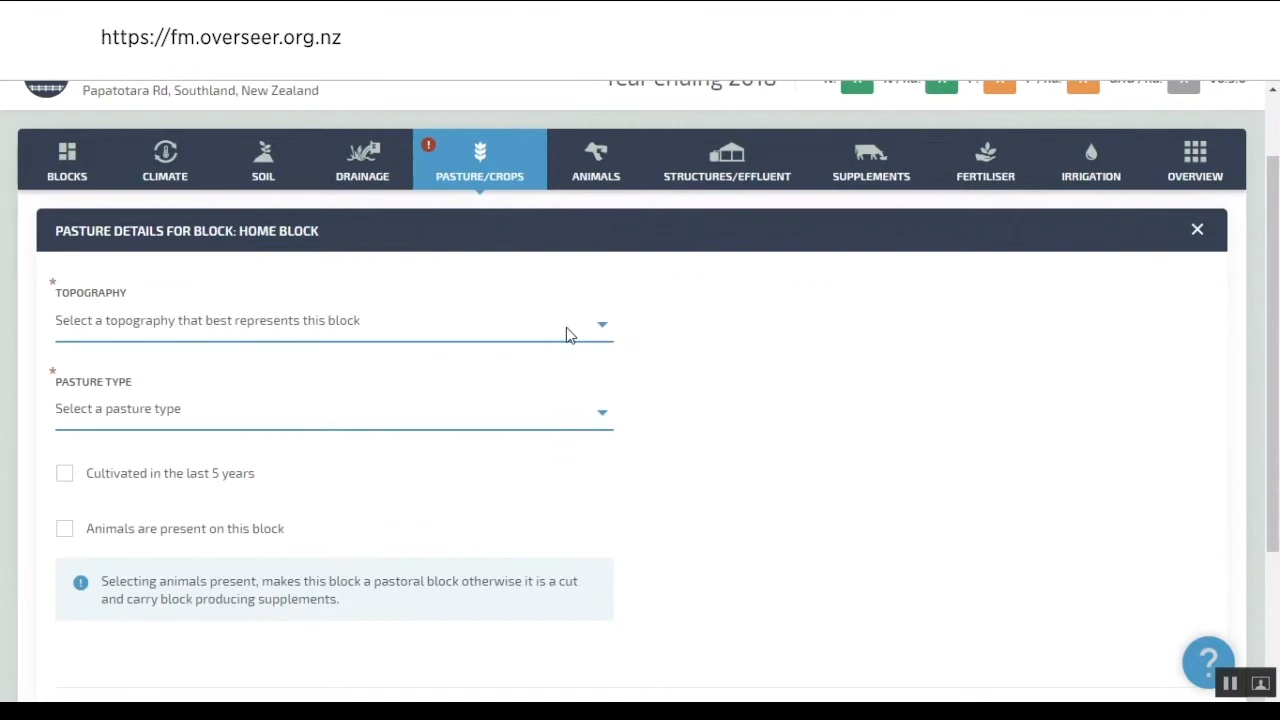 https://fm.overseer.org.nz
Papatotara Rd, Southland, New Zealand
Year ending 2018
BLOCKS
CLIMATE
SOIL
DRAINAGE
PASTURE/CROPS
ANIMALS
STRUCTURES/EFFLUENT
SUPPLEMENTS
FERTILISER
IRRIGATION
OVERVIEW
PASTURE DETAILS FOR BLOCK: HOME BLOCK
* TOPOGRAPHY
Select a topography that best represents this block
* PASTURE TYPE
Select a pasture type
Cultivated in the last 5 years
Animals are present on this block
Selecting animals present, makes this block a pastoral block otherwise it is a cut
and carry block producing supplements.
?